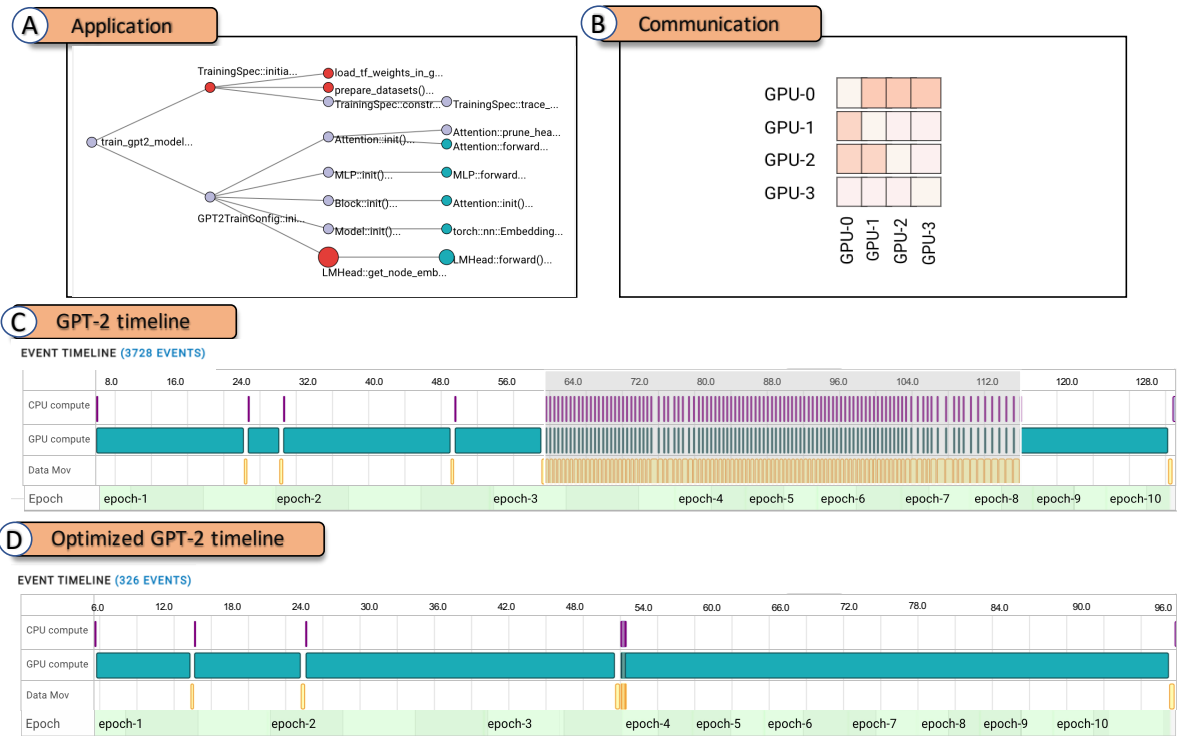 A Application
TrainingSpec::initia...
load_tf_weights_in_g...
prepare_datasets()...
TrainingSpec::constr... TrainingSpec::trace_...
train_gpt2_model...
Attention::init()... Attention::prune_hea...
Attention::forward...
MLP::init()... MLP::forward...
Block::init()... Attention::init()...
GPT2TrainConfig::ini...
Model::init()... torch::nn::Embedding...
LMHead::forward()...
LMHead::get_node_emb...
B Communication
GPU-0
GPU-1
GPU-2
GPU-3
GPU-0 GPU-1 GPU-2 GPU-3
C GPT-2 timeline
EVENT TIMELINE (3728 EVENTS)
8.0 16.0 24.0 32.0 40.0 48.0 56.0 64.0 72.0 80.0 88.0 96.0 104.0 112.0 120.0 128.0
CPU compute
GPU compute
Data Mov
Epoch epoch-1 epoch-2 epoch-3 epoch-4 epoch-5 epoch-6 epoch-7 epoch-8 epoch-9 epoch-10
D Optimized GPT-2 timeline
EVENT TIMELINE (326 EVENTS)
6.0 12.0 18.0 24.0 30.0 36.0 42.0 48.0 54.0 60.0 66.0 72.0 78.0 84.0 90.0 96.0
CPU compute
GPU compute
Data Mov
Epoch epoch-1 epoch-2 epoch-3 epoch-4 epoch-5 epoch-6 epoch-7 epoch-8 epoch-9 epoch-10